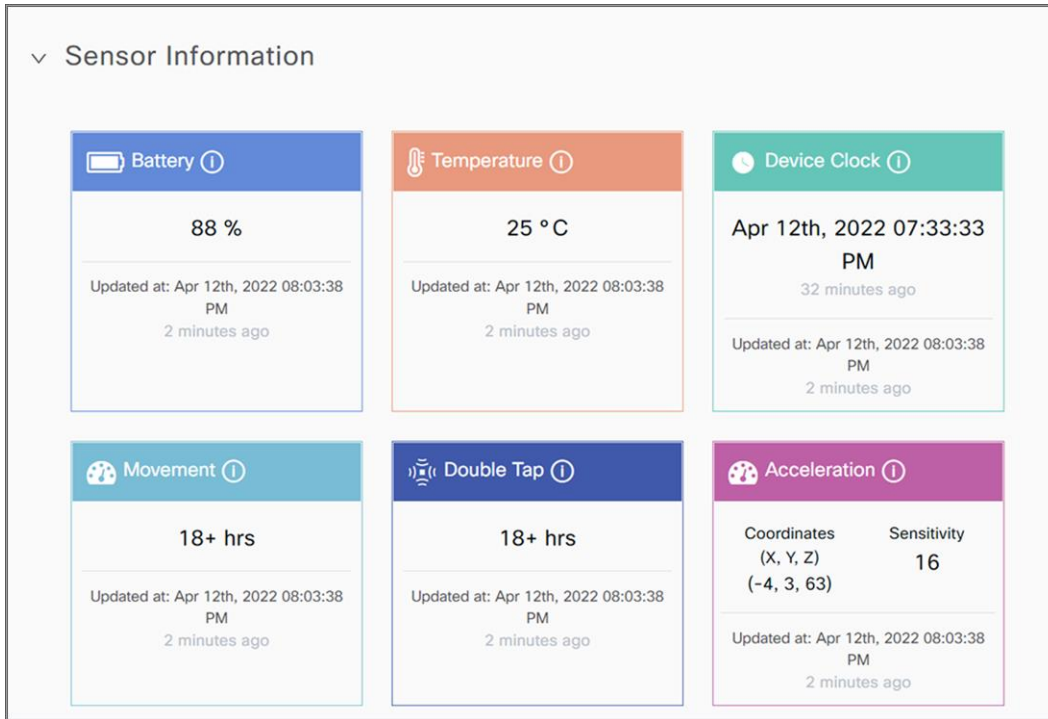 Sensor Information
Battery
88 %
Updated at: Apr 12th, 2022 08:03:38
PM
2 minutes ago
Temperature
25 °C
Updated at: Apr 12th, 2022 08:03:38
PM
2 minutes ago
Device Clock
Apr 12th, 2022 07:33:33
PM
32 minutes ago
Updated at: Apr 12th, 2022 08:03:38
PM
2 minutes ago
Movement
18+ hrs
Updated at: Apr 12th, 2022 08:03:38
PM
2 minutes ago
Double Tap
18+ hrs
Updated at: Apr 12th, 2022 08:03:38
PM
2 minutes ago
Acceleration
Coordinates
(X, Y, Z)
(-4, 3, 63)
Sensitivity
16
Updated at: Apr 12th, 2022 08:03:38
PM
2 minutes ago